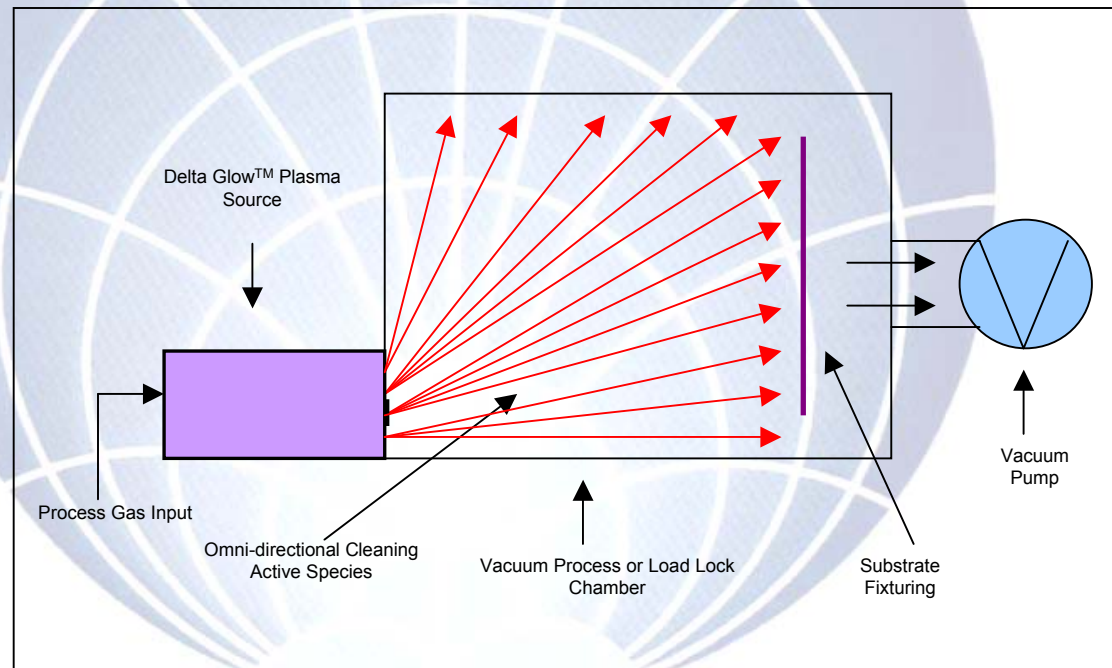 Delta Glow™ Plasma
Source
Process Gas Input
Omni-directional Cleaning
Active Species
Vacuum Process or Load Lock
Chamber
Substrate
Fixturing
Vacuum
Pump